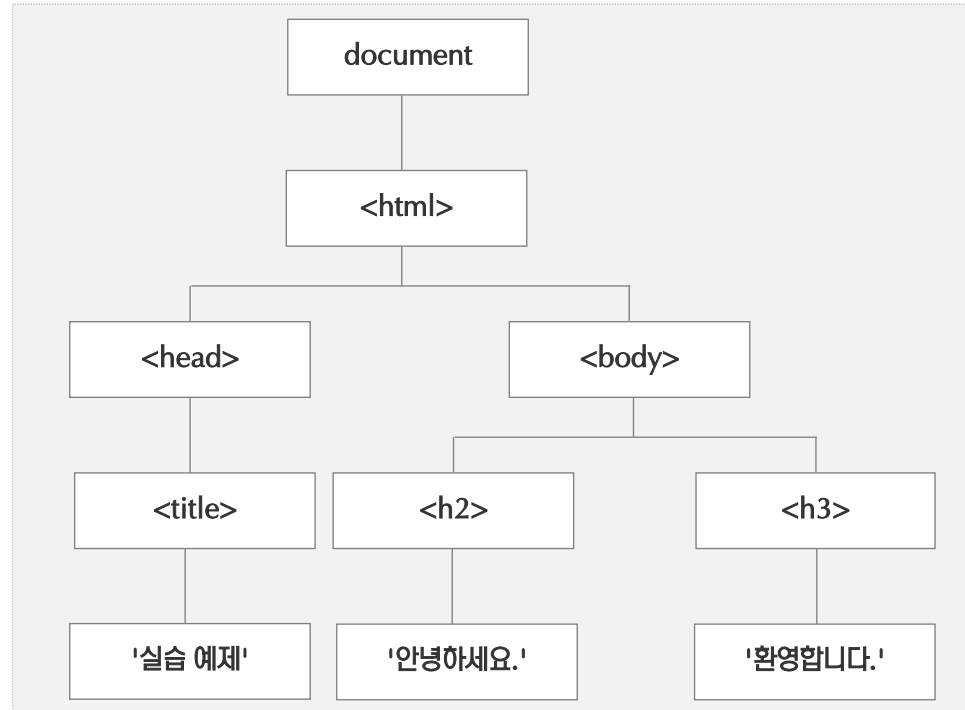 document
<html>
<head>
<body>
<title>
<h2>
<h3>
'실습 예제'
'안녕하세요.'
'환영합니다.'